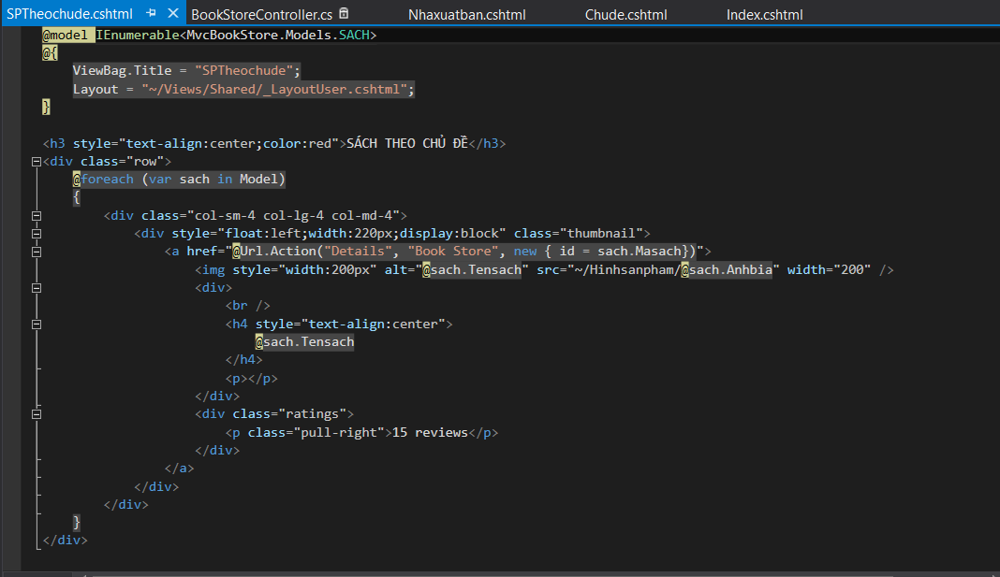 SPTheochude.cshtml BookStoreController.cs Nhaxuatban.cshtml Chude.cshtml Index.cshtml
@model IEnumerable<MvcBookStore.Models.SACH>
@{
ViewBag.Title = "SPTheochude";
Layout = "~/Views/Shared/_LayoutUser.cshtml";
}
<h3 style="text-align:center;color:red">SÁCH THEO CHỦ ĐỀ</h3>
<div class="row">
@foreach (var sach in Model)
{
<div class="col-sm-4 col-lg-4 col-md-4">
<div style="float:left;width:220px;display:block" class="thumbnail">
<a href="@Url.Action("Details", "Book Store", new { id = sach.Masach})">
<img style="width:200px" alt="@sach.Tensach" src="~/Hinhsanpham/@sach.Anhbia" width="200" />
<div>
<br />
<h4 style="text-align:center">
@sach.Tensach
</h4>
<p></p>
</div>
<div class="ratings">
<p class="pull-right">15 reviews</p>
</div>
</a>
</div>
</div>
}
</div>